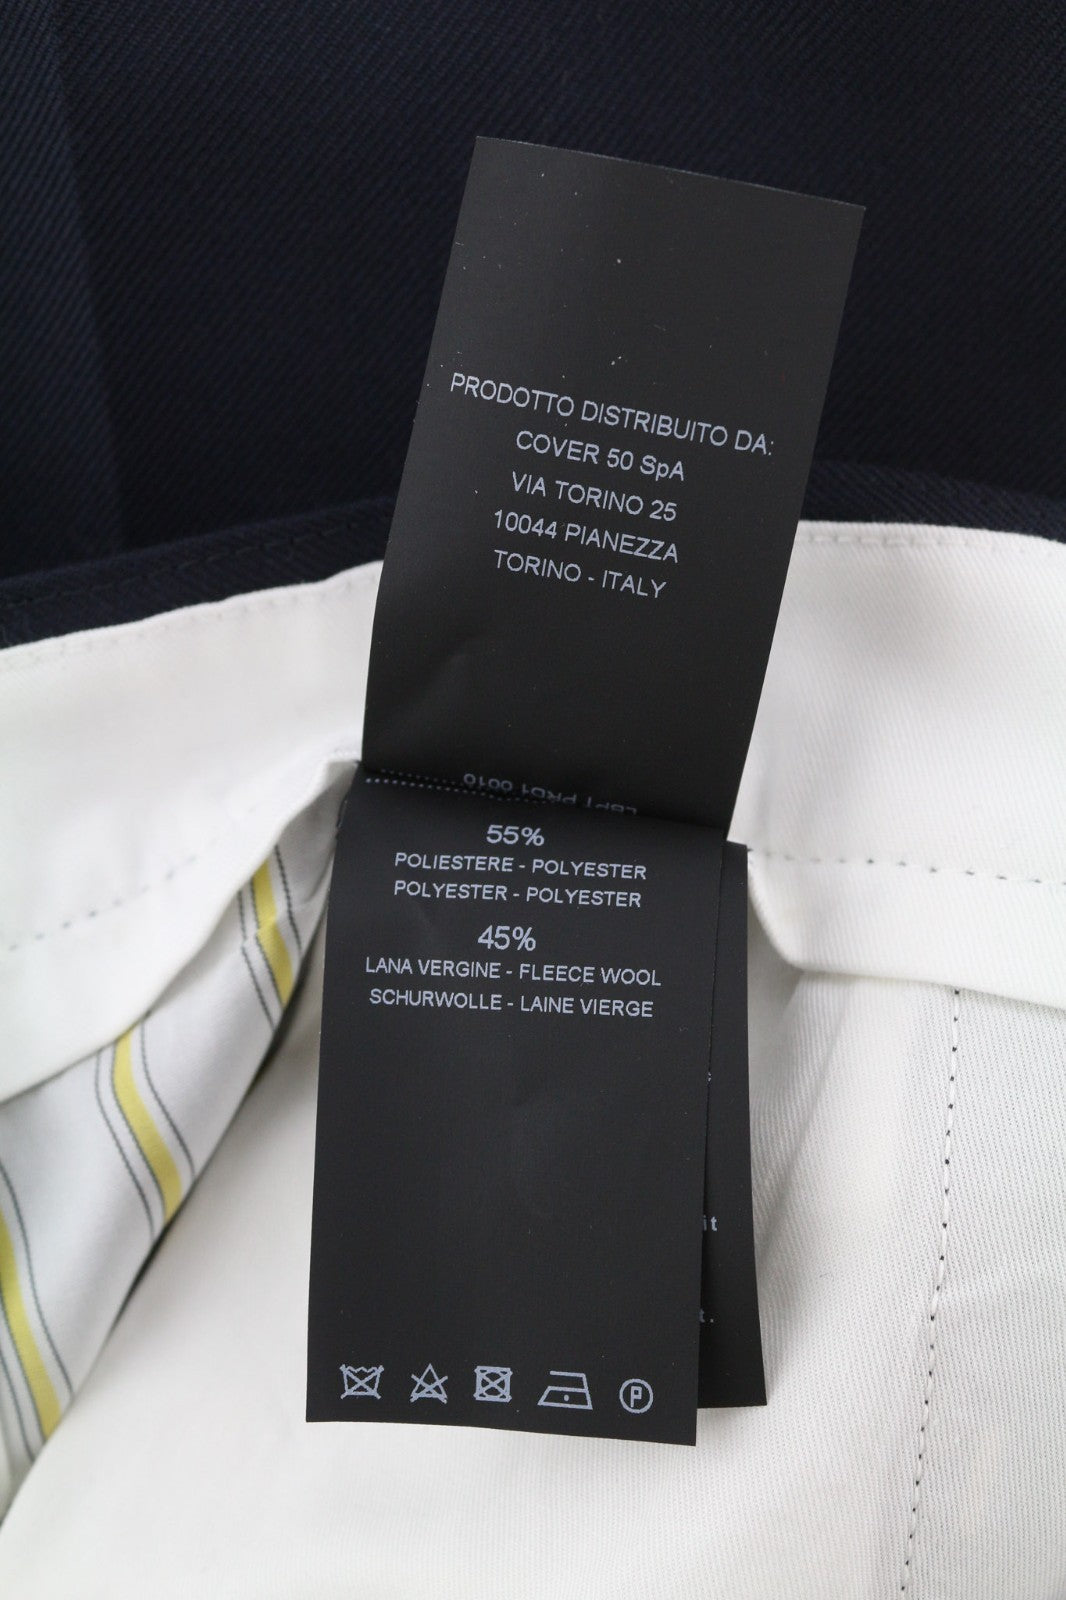 PRODOTTO DISTRIBUITO DA:
COVER 50 SpA
VIA TORINO 25
10044 PIANEZZA
TORINO - ITALY
55%
POLIESTERE - POLYESTER
POLYESTER - POLYESTER
45%
LANA VERGINE - FLEECE WOOL
SCHURWOLLE - LAINE VIERGE
P